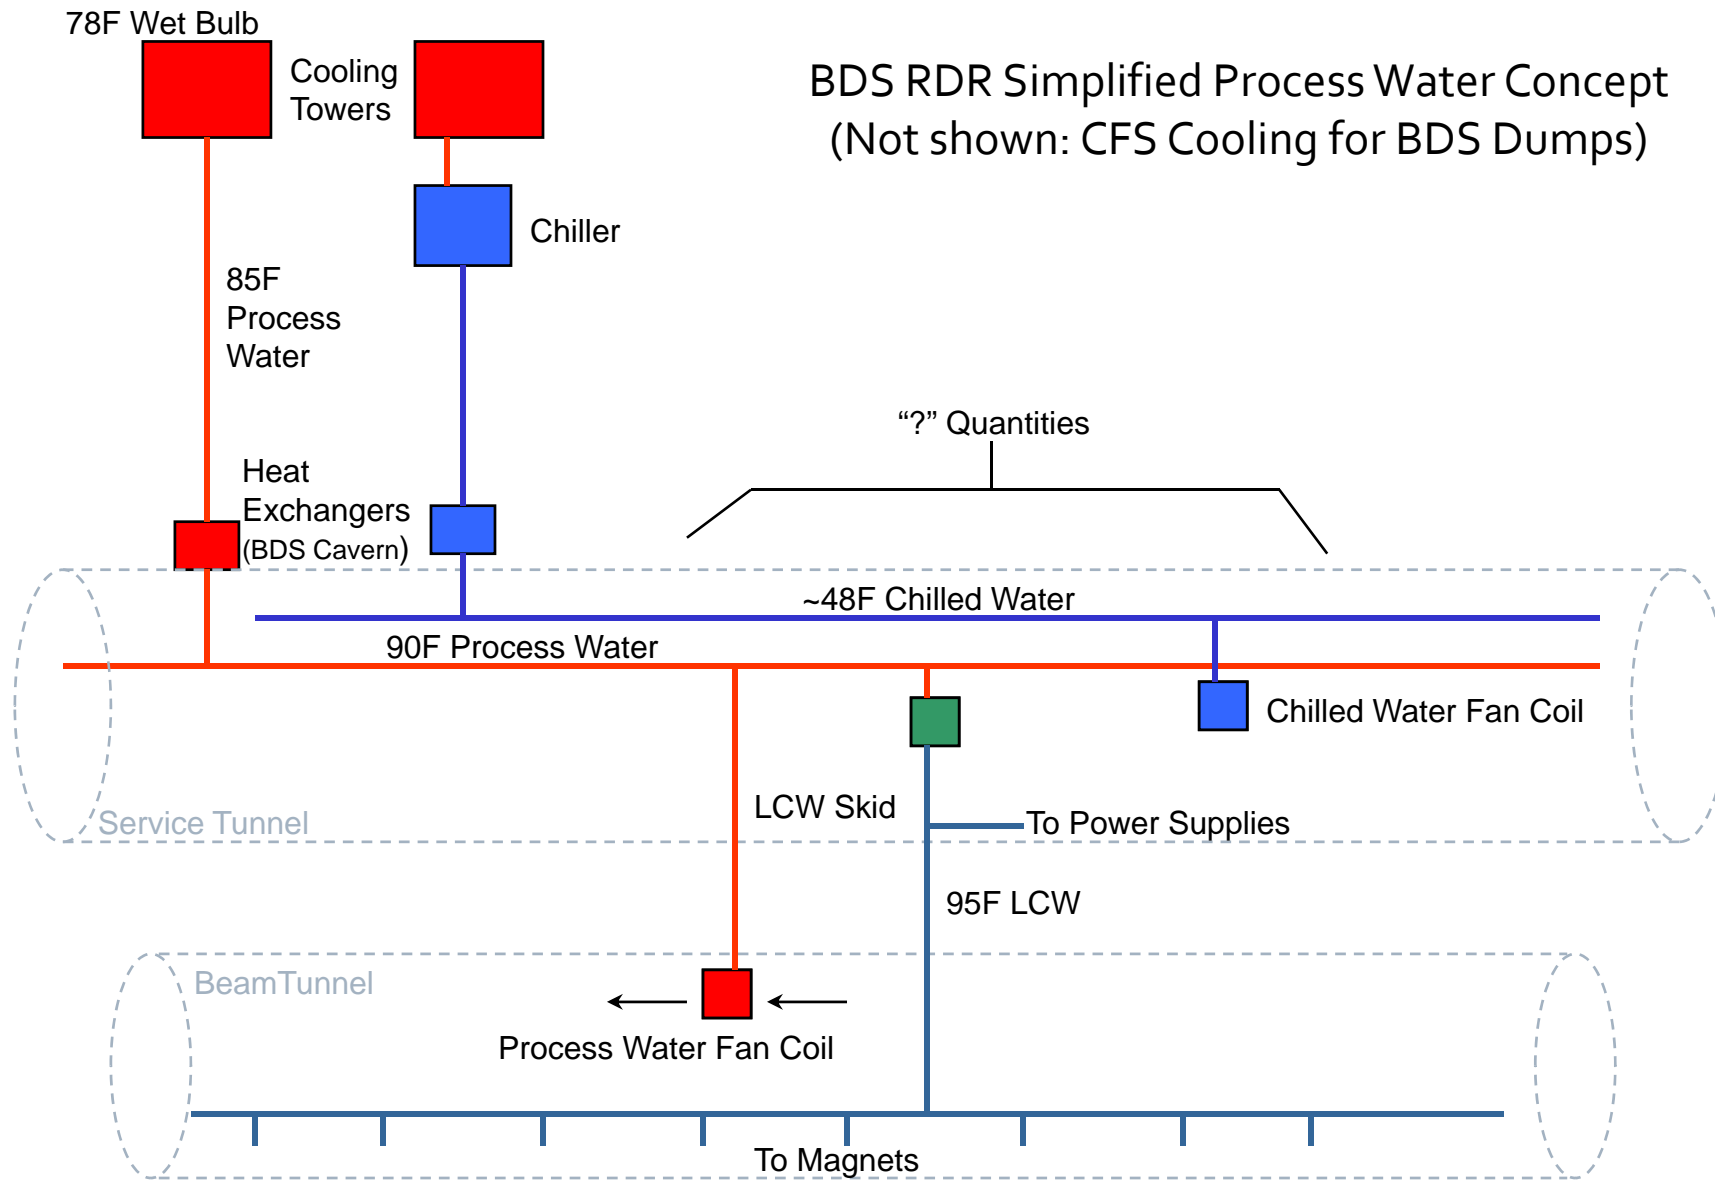 78F Wet Bulb
Cooling
Towers
BDS RDR Simplified Process Water Concept
(Not shown: CFS Cooling for BDS Dumps)
Chiller
85F
Process
Water
“?” Quantities
Heat
Exchangers
(BDS Cavern)
~48F Chilled Water
90F Process Water
Chilled Water Fan Coil
LCW Skid
Service Tunnel
To Power Supplies
95F LCW
BeamTunnel
Process Water Fan Coil
To Magnets